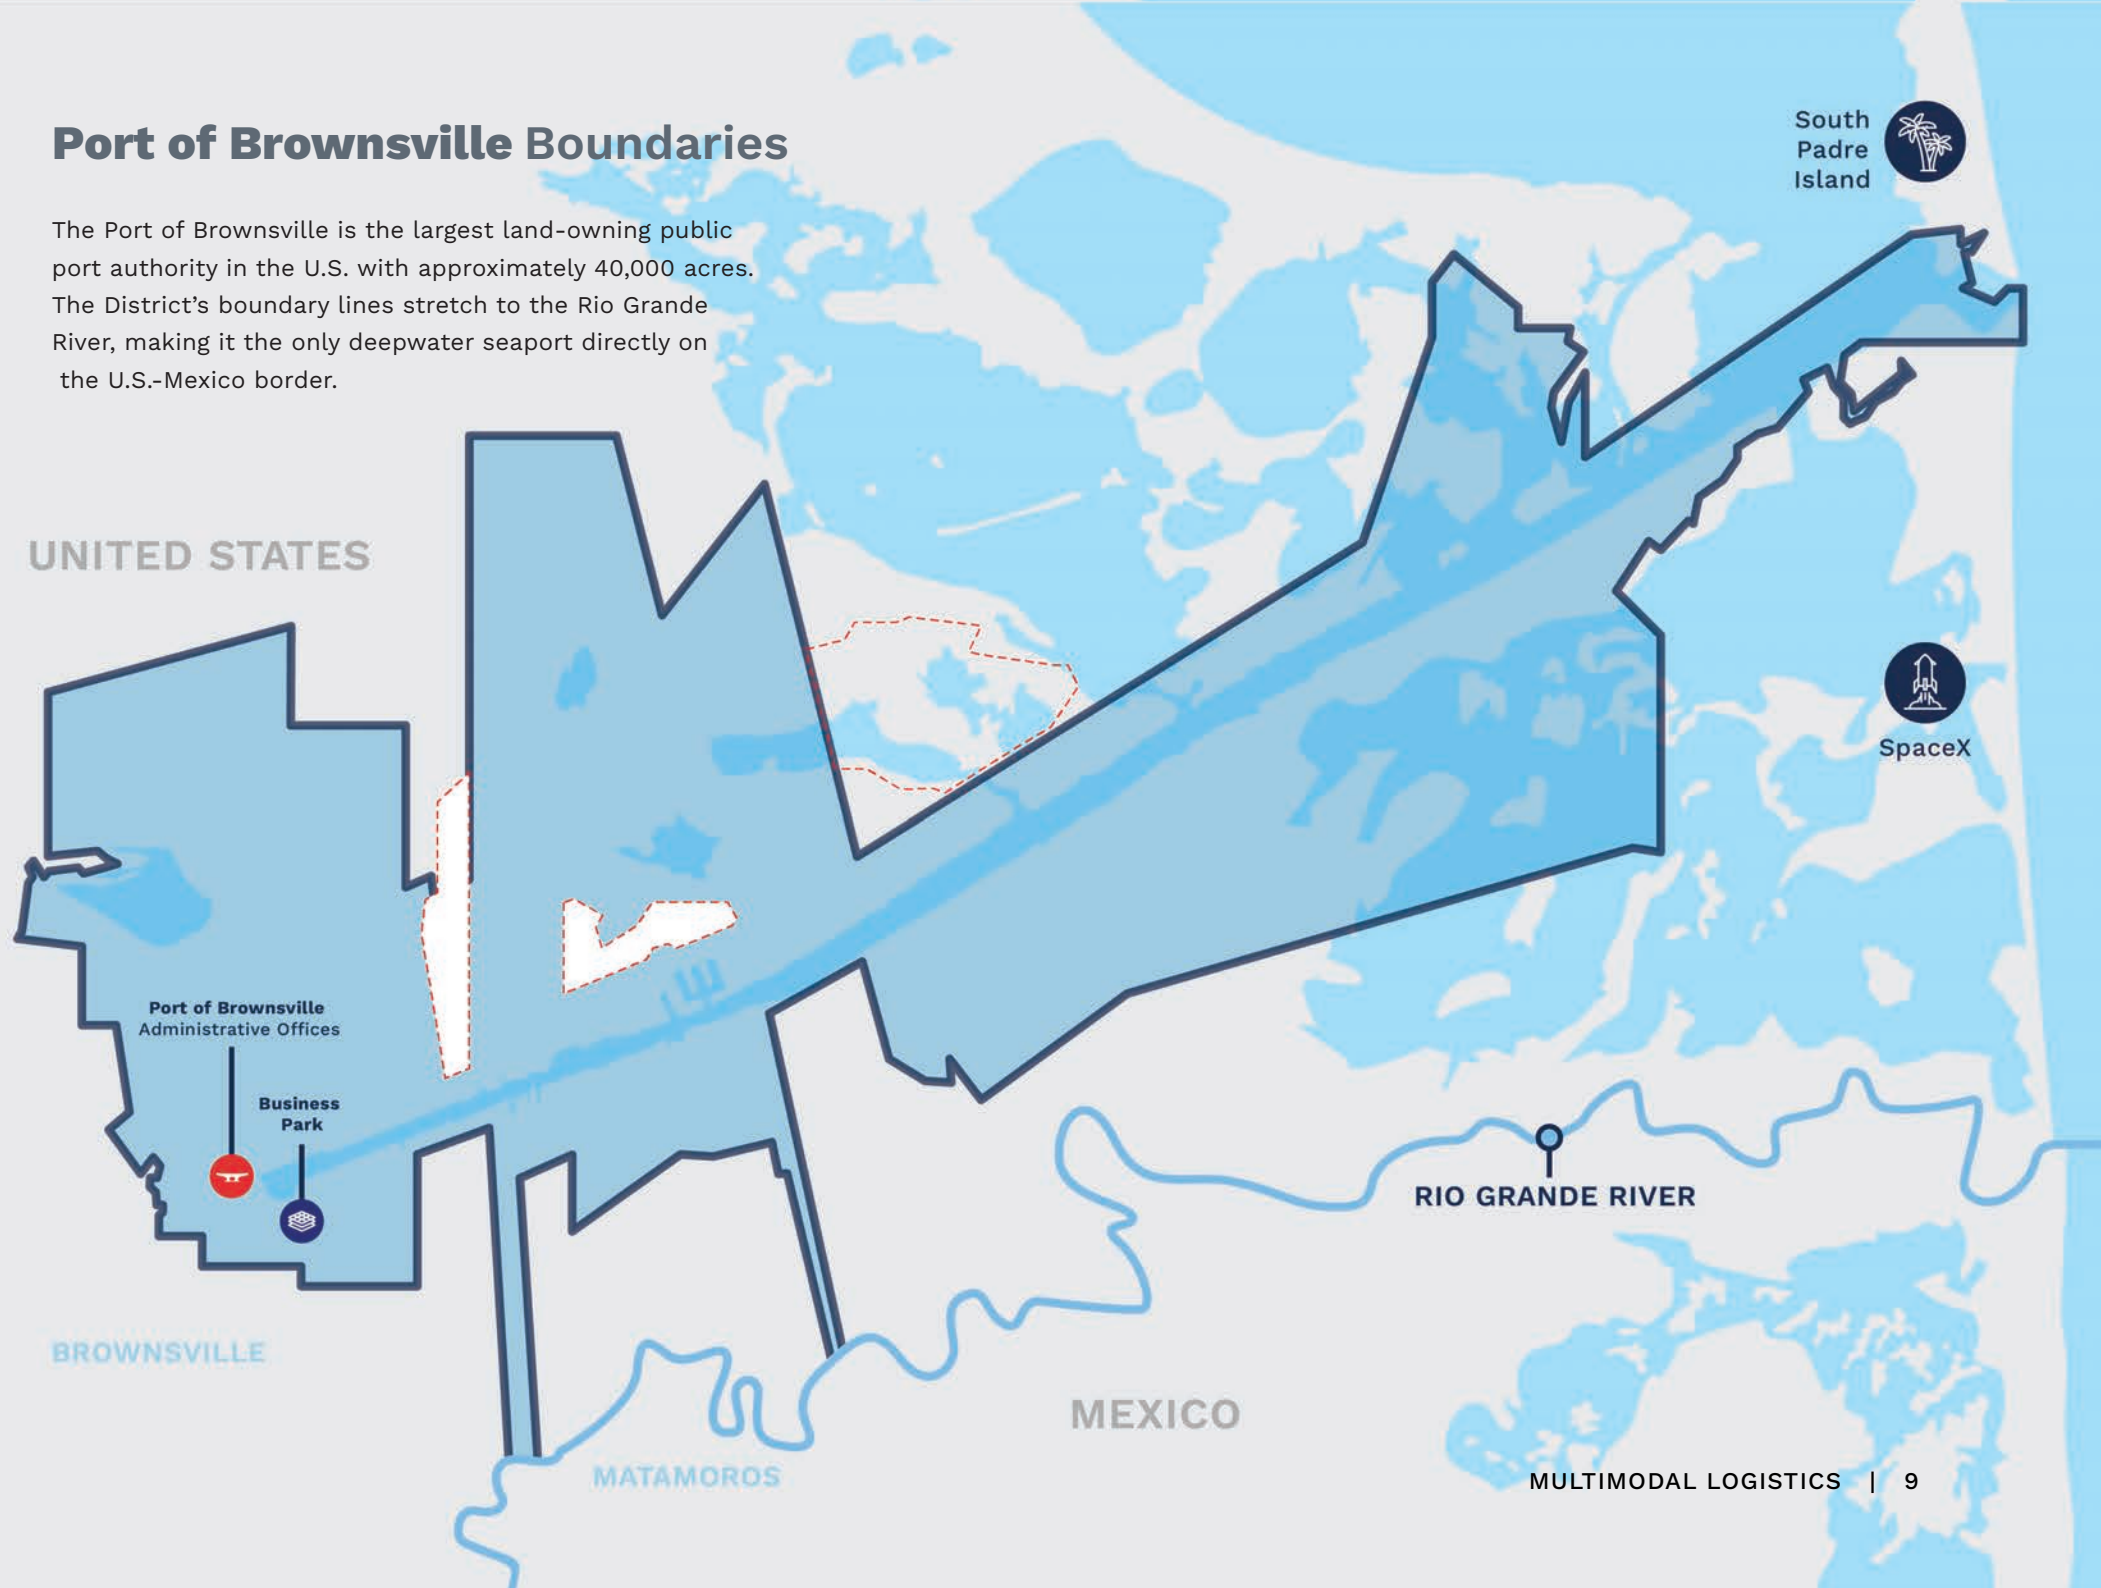 Port of Brownsville Boundaries
The Port of Brownsville is the largest land-owning public
port authority in the U.S. with approximately 40,000 acres.
The District’s boundary lines stretch to the Rio Grande
River, making it the only deepwater seaport directly on
the U.S.-Mexico border.
South
Padre
Island
UNITED STATES
SpaceX
Port of Brownsville
Administrative Offices
Business
Park
RIO GRANDE RIVER
BROWNSVILLE
MEXICO
MATAMOROS
MULTIMODAL LOGISTICS | 9